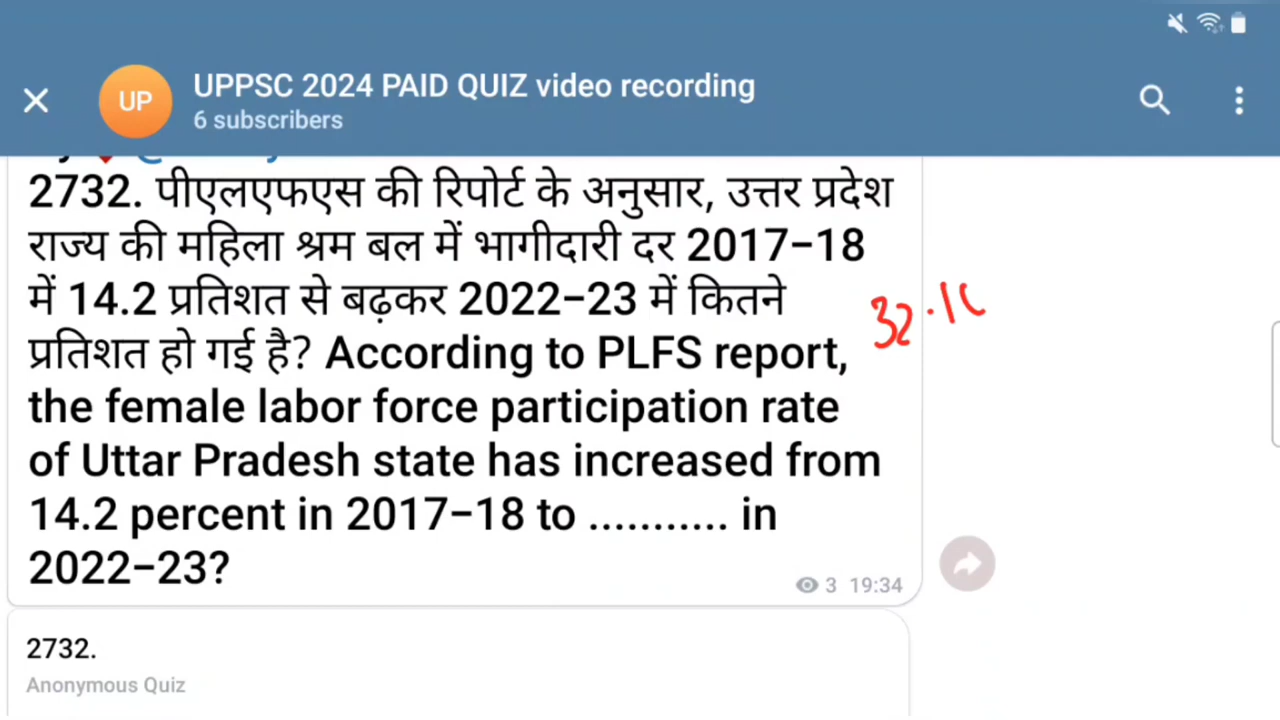 UP
UPPSC 2024 PAID QUIZ video recording
6 subscribers
2732. पीएलएफएस की रिपोर्ट के अनुसार, उत्तर प्रदेश
राज्य की महिला श्रम बल में भागीदारी दर 2017-18
में 14.2 प्रतिशत से बढ़कर 2022-23 में कितने
प्रतिशत हो गई है? According to PLFS report,
the female labor force participation rate
of Uttar Pradesh state has increased from
14.2 percent in 2017-18 to ........... in
2022-23?
3 19:34
2732.
Anonymous Quiz